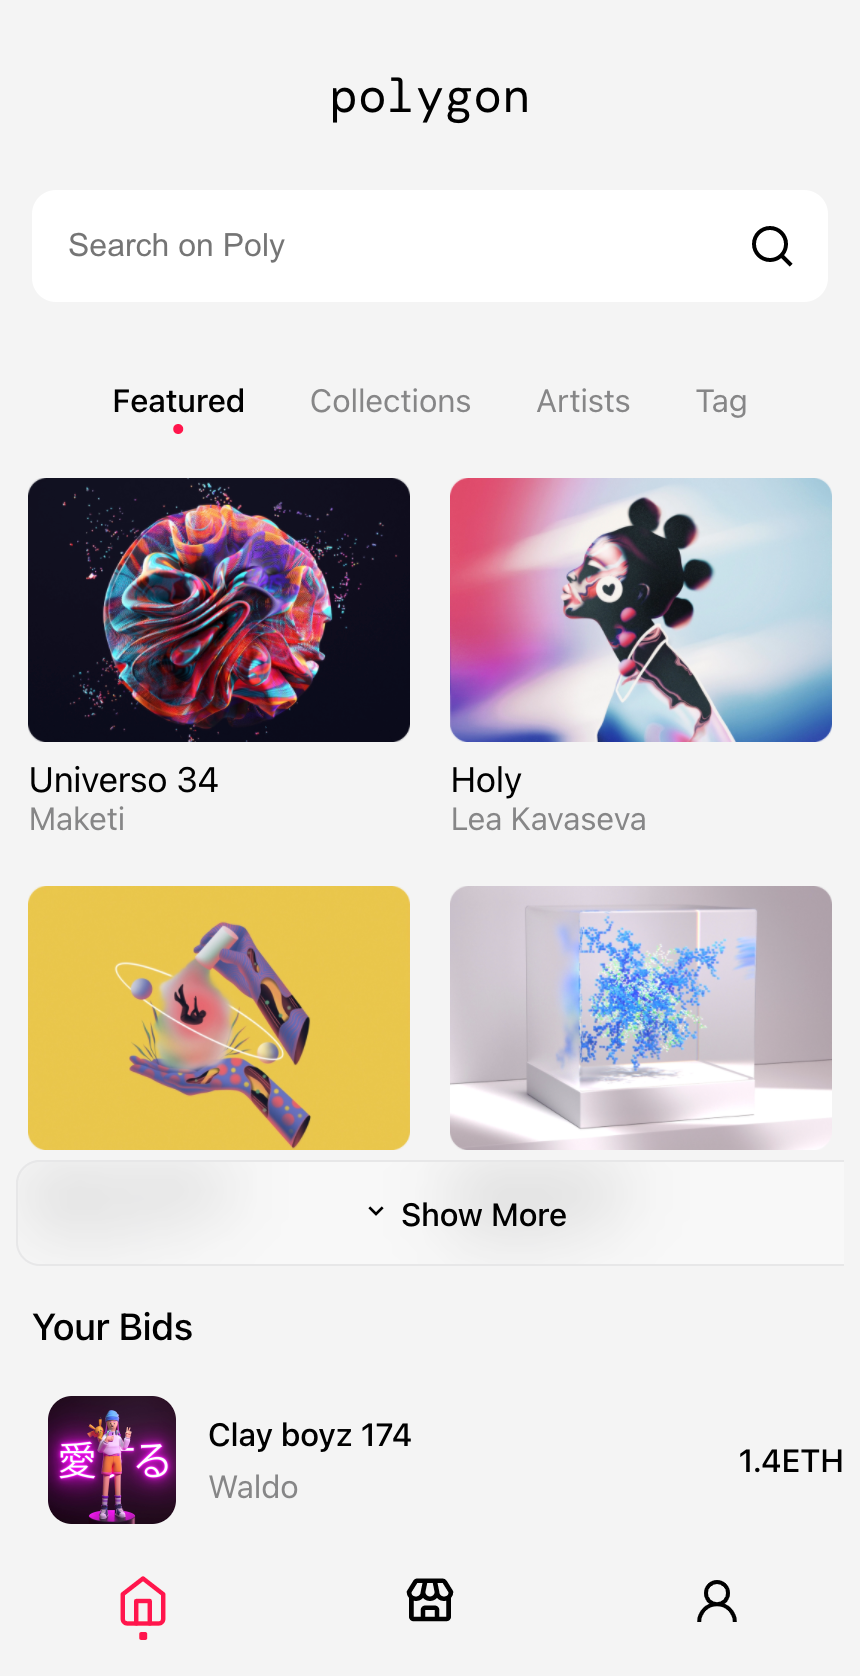 polygon
Search on Poly
Featured Collections Artists Tag
Universo 34
Maketi
Holy
Lea Kavaseva
Show More
Your Bids
愛 る
Clay boyz 174
Waldo
1.4ETH